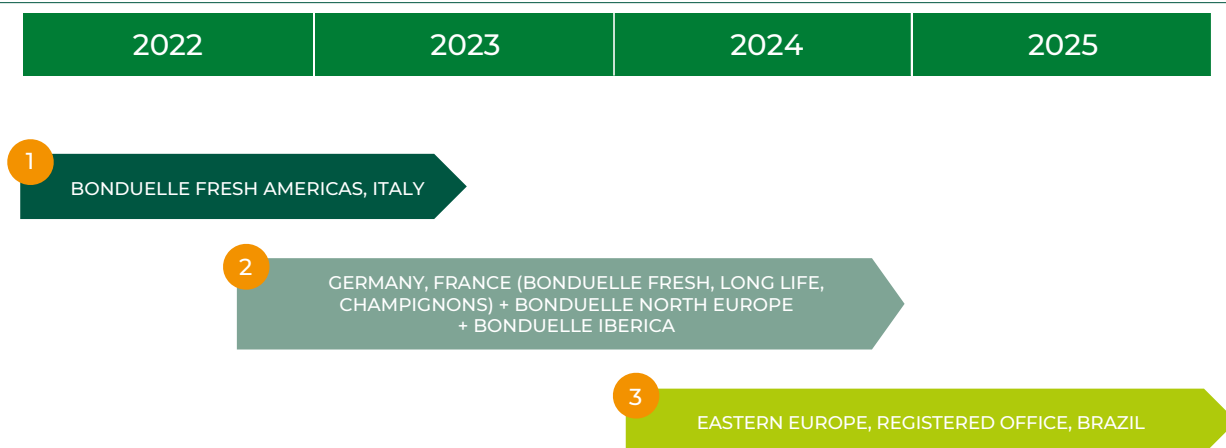 2022 2023 2024 2025
1
BONDUELLE FRESH AMERICAS, ITALY
2
GERMANY, FRANCE (BONDUELLE FRESH, LONG LIFE,
CHAMPIGNONS) + BONDUELLE NORTH EUROPE
+ BONDUELLE IBERICA
3
EASTERN EUROPE, REGISTERED OFFICE, BRAZIL